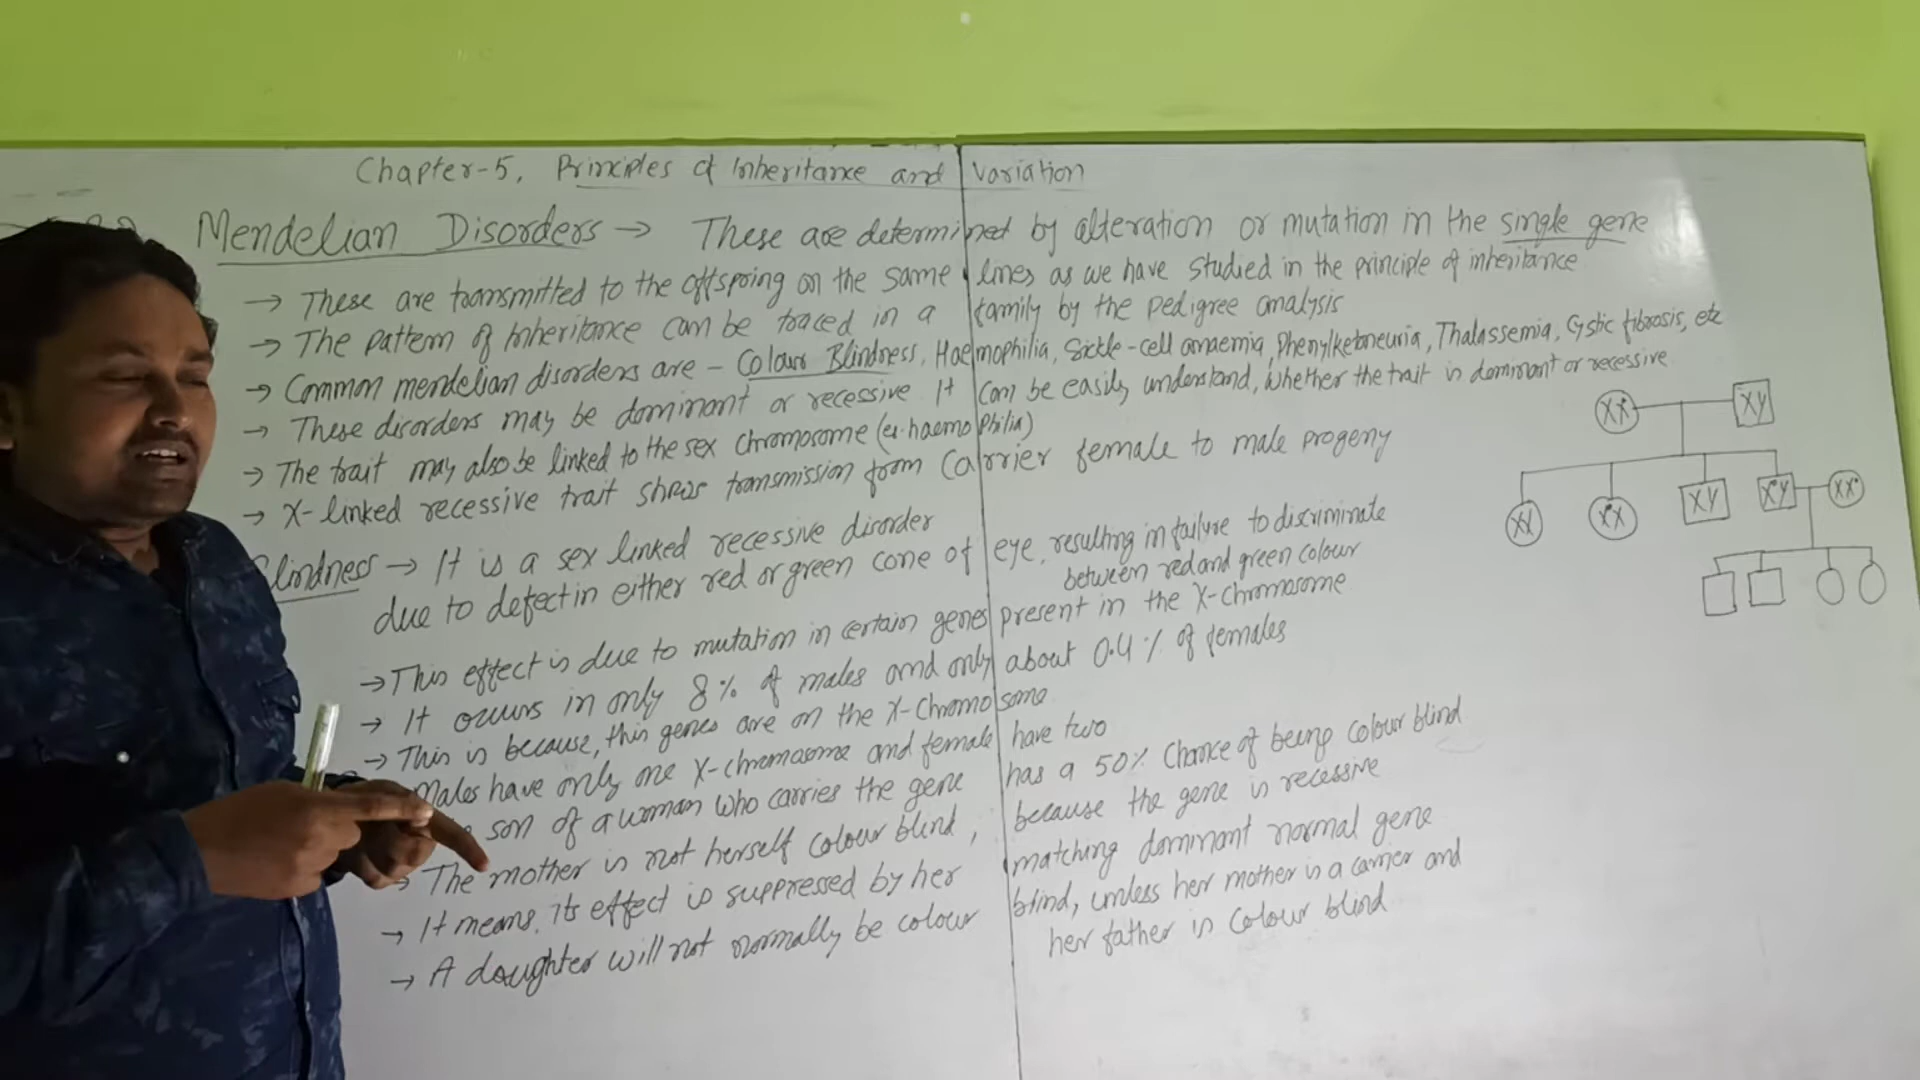 Chapter-5, Principles of Inheritance and Variation
Mendelian Disorders → These are determined by alteration or mutation in the single gene
→ These are transmitted to the offspring on the same lines as we have studied in the principle of inheritance
→ The pattern of Inheritance can be traced in a family by the pedigree analysis
→ Common mendelian disorders are - Colour Blindness, Haemophilia, Sickle-cell anaemia, Phenylketoneuria, Thalassemia, Cystic fibrosis, etc
→ These disorders may be dominant or recessive It can be easily understand, whether the trait is dominant or recessive
→ The trait may also be linked to the sex chromosome (ex-haemophilia)
→ X-linked recessive trait shows transmission from carrier female to male progeny
Blindness → It is a sex linked recessive disorder
due to defect in either red or green cone of eye, resulting in failure to discriminate
between red and green colour
→ This effect is due to mutation in certain genes present in the X-chromosome
→ It occurs in only 8% of males and only about 0.4% of females
→ This is because, this genes are on the X-chromosome
Males have only one X-chromosome and female have two
son of a woman who carries the gene has a 50% chance of being colour blind
→ The mother is not herself colour blind, because the gene is recessive
→ It means, its effect is suppressed by her matching dominant normal gene
→ A daughter will not normally be colour blind, unless her mother is a carrier and
her father is colour blind
XX• XY
XX X•X XY X•Y XX•